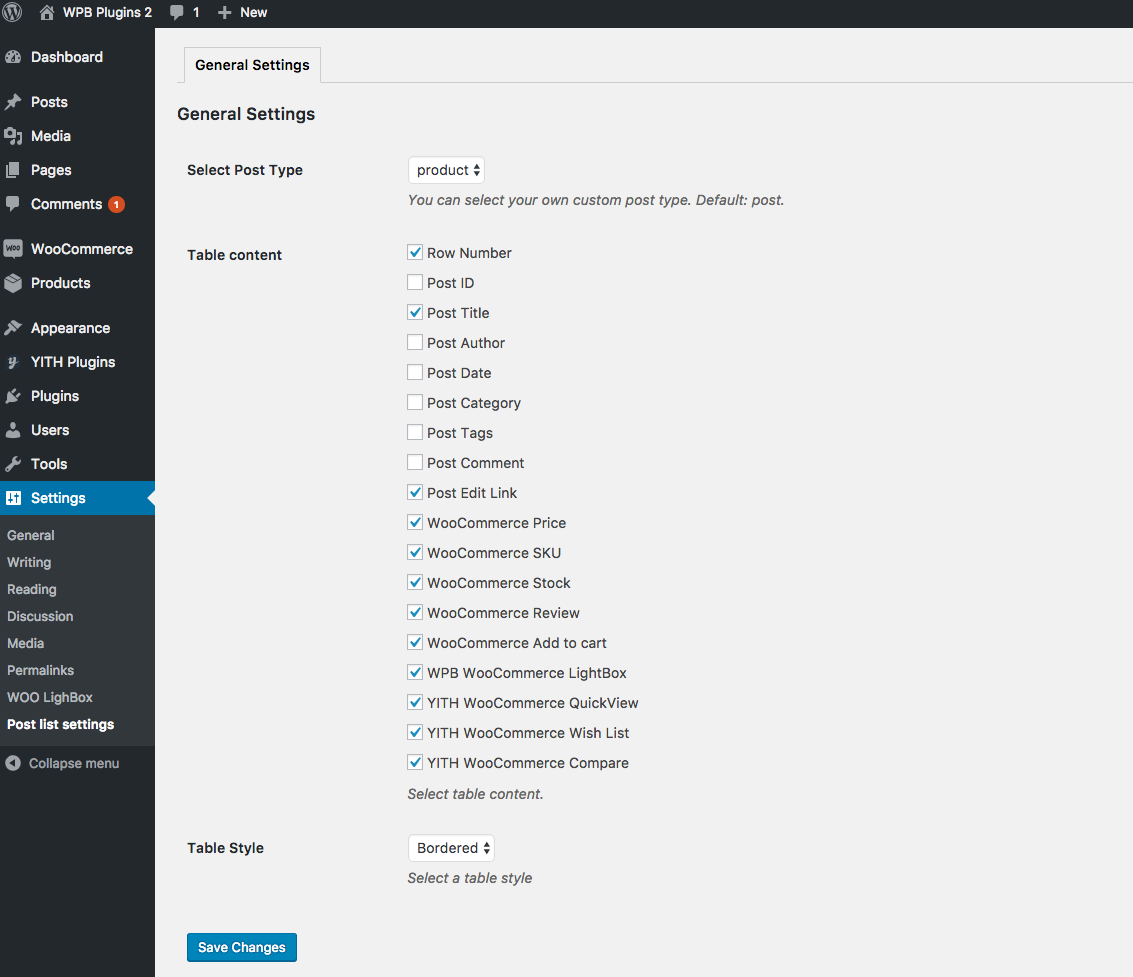 WPB Plugins 2 1 New
Dashboard
Posts
Media
Pages
Comments 1
WooCommerce
Products
Appearance
YITH Plugins
Plugins
Users
Tools
Settings
General
Writing
Reading
Discussion
Media
Permalinks
WOO LighBox
Post list settings
Collapse menu
General Settings
General Settings
Select Post Type
product
You can select your own custom post type. Default: post.
Table content
Row Number
Post ID
Post Title
Post Author
Post Date
Post Category
Post Tags
Post Comment
Post Edit Link
WooCommerce Price
WooCommerce SKU
WooCommerce Stock
WooCommerce Review
WooCommerce Add to cart
WPB WooCommerce LightBox
YITH WooCommerce QuickView
YITH WooCommerce Wish List
YITH WooCommerce Compare
Select table content.
Table Style
Bordered
Select a table style
Save Changes